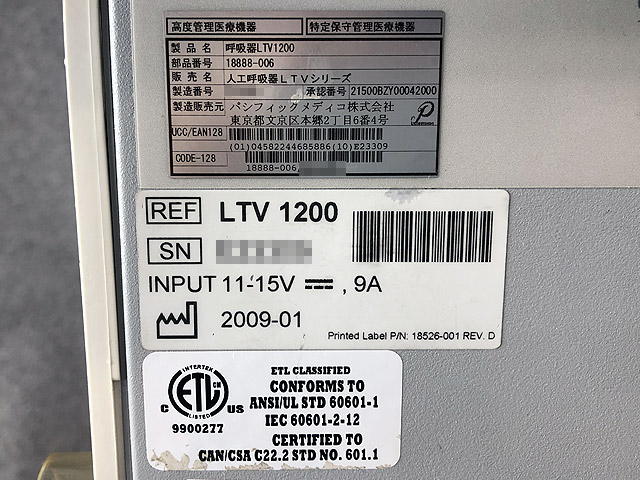 高度管理医療機器 特定保守管理医療機器
製品名 呼吸器LTV1200
部品番号 18888-006
販売名 人工呼吸器LTVシリーズ
製造番号 承認番号 21500BZY00042000
製造販売元 パシフィックメディコ株式会社
東京都文京区本郷2丁目6番4号
UCC/EAN128
(01)04582244685886(10)E23309
CODE-128
18888-006
REF LTV 1200
SN
INPUT 11-15V , 9A
2009-01
Printed Label P/N: 18526-001 REV. D
INTERTEK
ETL CM
LISTED
C US
9900277
ETL CLASSIFIED
CONFORMS TO
ANSI/UL STD 60601-1
IEC 60601-2-12
CERTIFIED TO
CAN/CSA C22.2 STD NO. 601.1